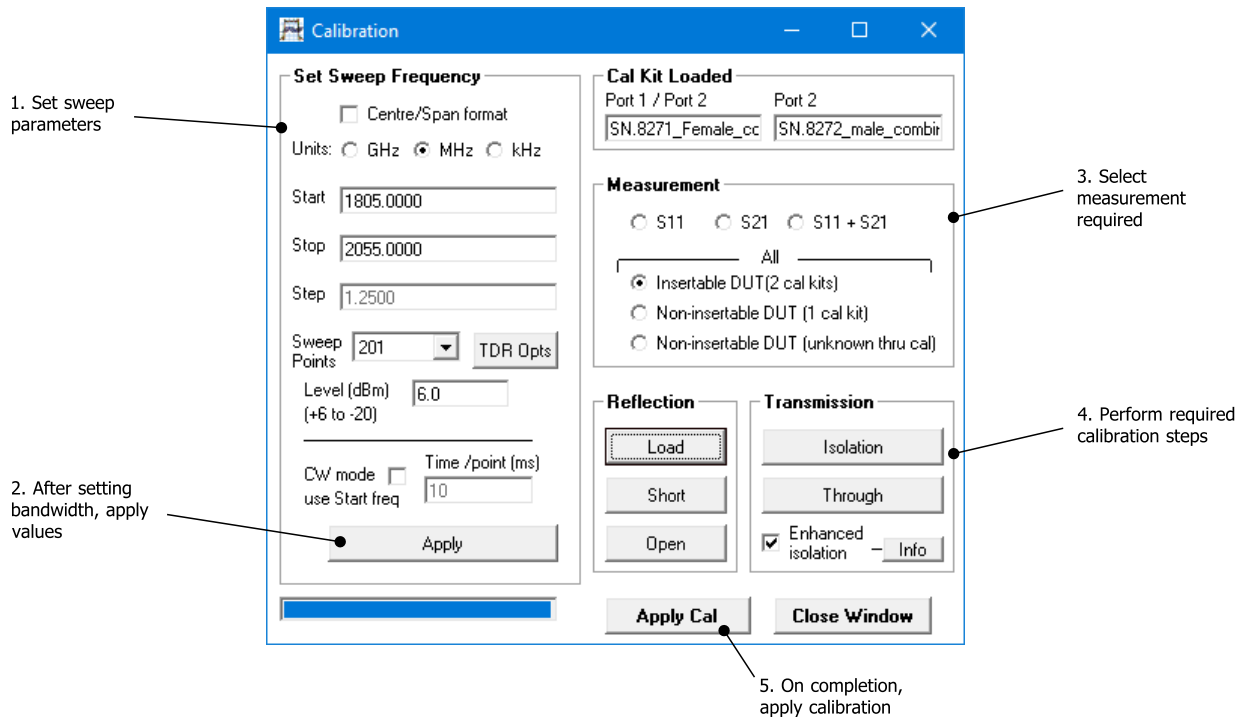 Calibration
1. Set sweep
parameters
Set Sweep Frequency
Centre/Span format
Units: GHz MHz kHz
Start 1805.0000
Stop 2055.0000
Step 1.2500
Sweep
Points
201
TDR Opts
Level (dBm)
(+6 to -20)
6.0
CW mode
use Start freq
Time /point (ms)
10
2. After setting
bandwidth, apply
values
Apply
Cal Kit Loaded
Port 1 / Port 2
Port 2
SN.8271_Female_cc
SN.8272_male_combir
Measurement
S11 S21 S11 + S21
All
Insertable DUT(2 cal kits)
Non-insertable DUT (1 cal kit)
Non-insertable DUT (unknown thru cal)
3. Select
measurement
required
Reflection
Load
Short
Open
Transmission
Isolation
Through
Enhanced
isolation
Info
4. Perform required
calibration steps
Apply Cal
Close Window
5. On completion,
apply calibration